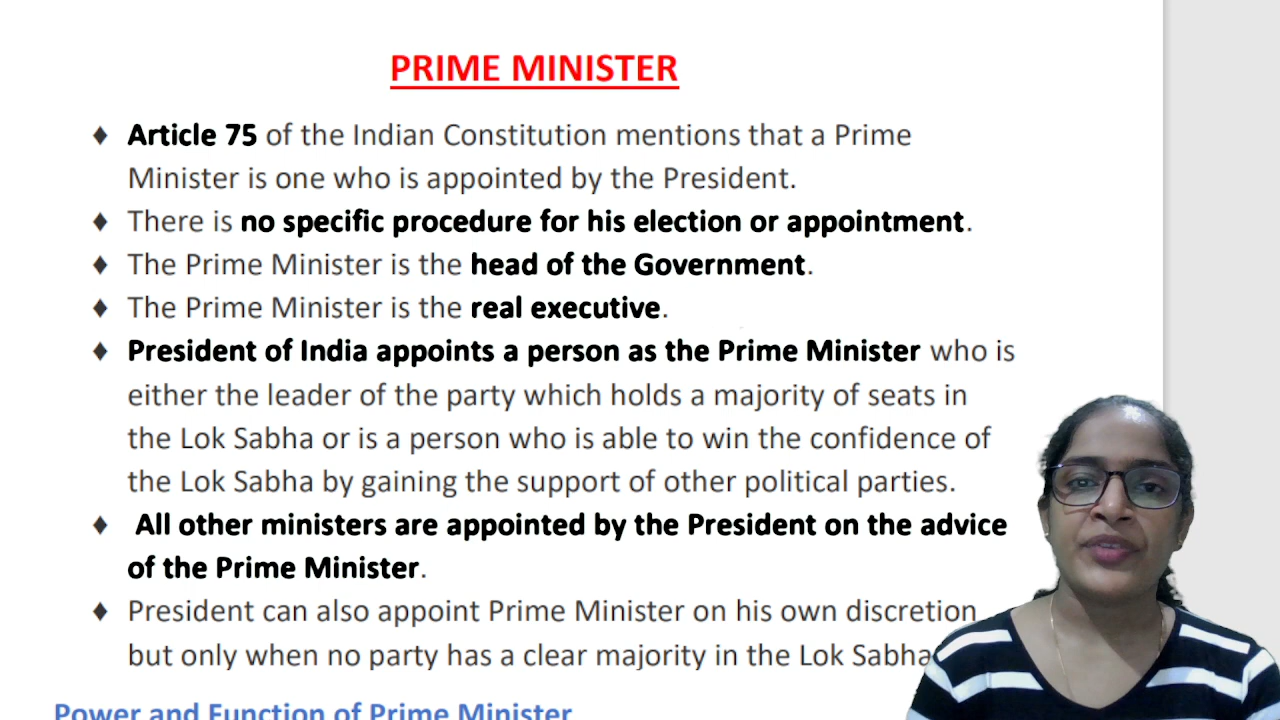 PRIME MINISTER
♦ Article 75 of the Indian Constitution mentions that a Prime
Minister is one who is appointed by the President.
♦ There is no specific procedure for his election or appointment.
♦ The Prime Minister is the head of the Government.
♦ The Prime Minister is the real executive.
♦ President of India appoints a person as the Prime Minister who is
either the leader of the party which holds a majority of seats in
the Lok Sabha or is a person who is able to win the confidence of
the Lok Sabha by gaining the support of other political parties.
♦ All other ministers are appointed by the President on the advice
of the Prime Minister.
♦ President can also appoint Prime Minister on his own discretion
but only when no party has a clear majority in the Lok Sabha
Power and Function of Prime Minister